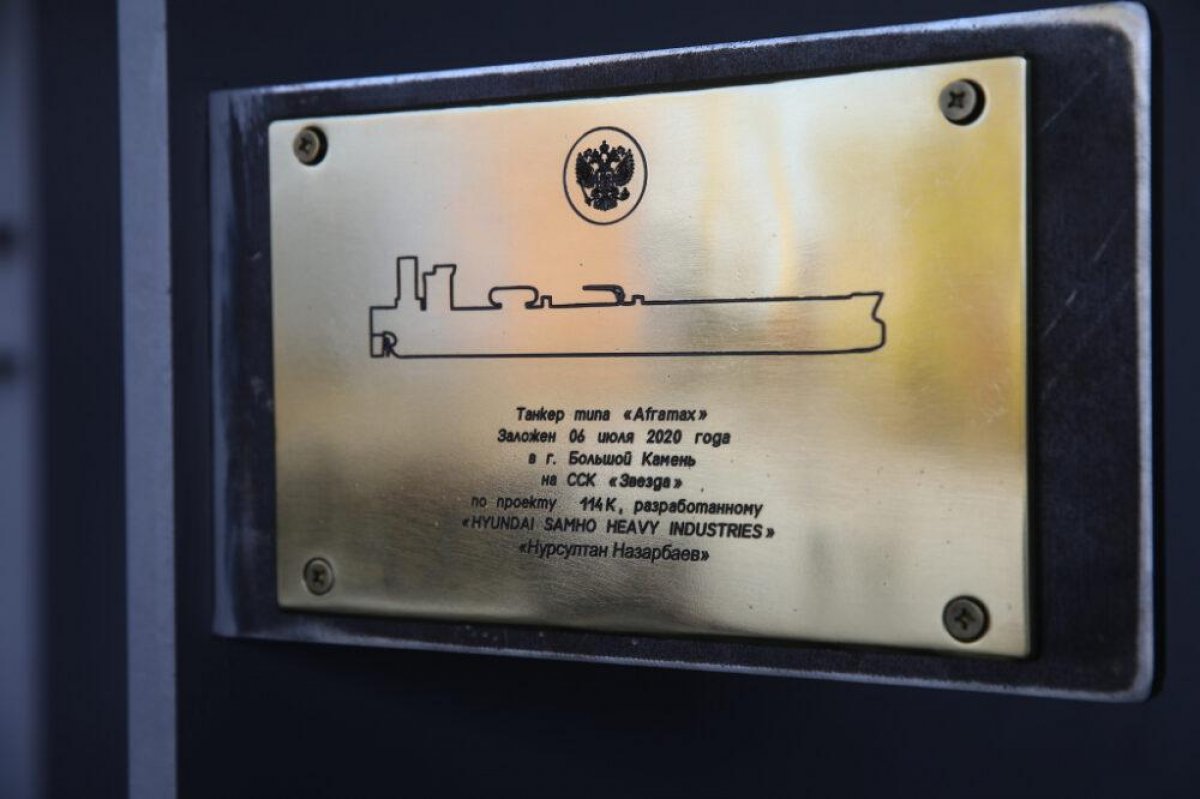 Танкер типа «Aframax»
Заложен 06 июля 2020 года
в г. Большой Камень
на ССК «Звезда»
по проекту 114К, разработанному
«HYUNDAI SAMHO HEAVY INDUSTRIES»
«Нурсултан Назарбаев»